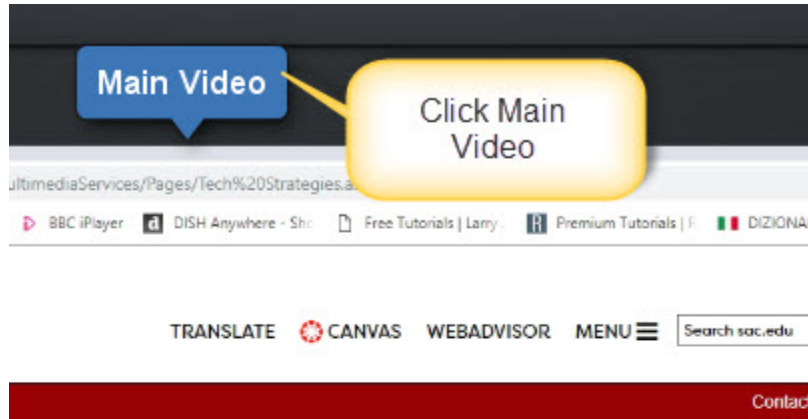 Main Video
Click Main
Video
ultimediaServices/Pages/Tech%20Strategies.a
BBC iPlayer d DISH Anywhere - Sho Free Tutorials | Larry R Premium Tutorials | DIZIONA
TRANSLATE CANVAS WEBADVISOR MENU Search sac.edu
Contac